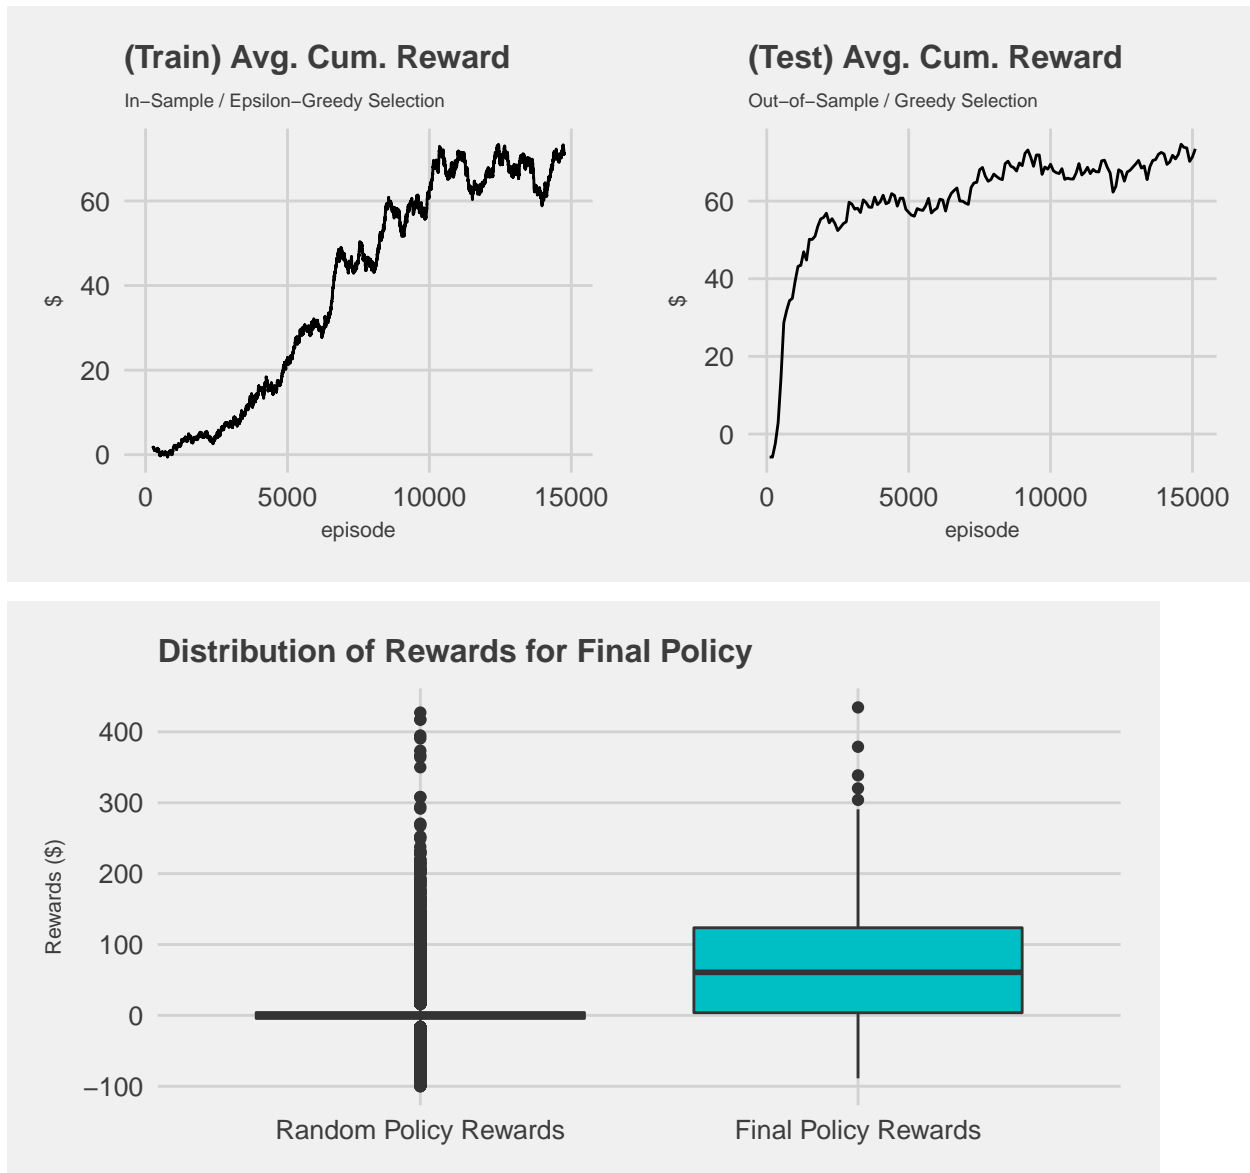 (Train) Avg. Cum. Reward
In−Sample / Epsilon−Greedy Selection
$
60
40
20
0
0 5000 10000 15000
episode
(Test) Avg. Cum. Reward
Out−of−Sample / Greedy Selection
$
60
40
20
0
0 5000 10000 15000
episode
Distribution of Rewards for Final Policy
Rewards ($)
400
300
200
100
0
−100
Random Policy Rewards Final Policy Rewards